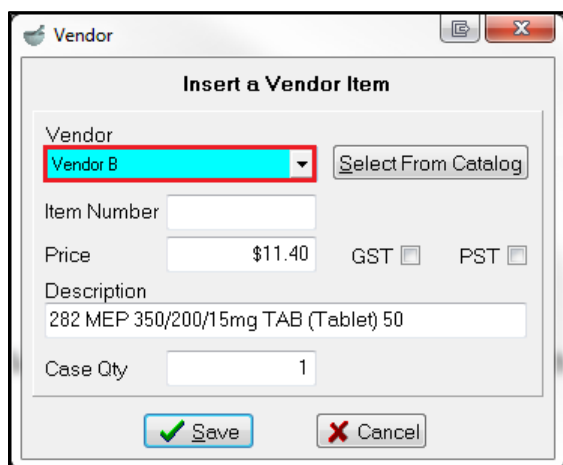 Vendor
Insert a Vendor Item
Vendor
Vendor B
Select From Catalog
Item Number
Price $11.40 GST PST
Description
282 MEP 350/200/15mg TAB (Tablet) 50
Case Qty 1
Save Cancel